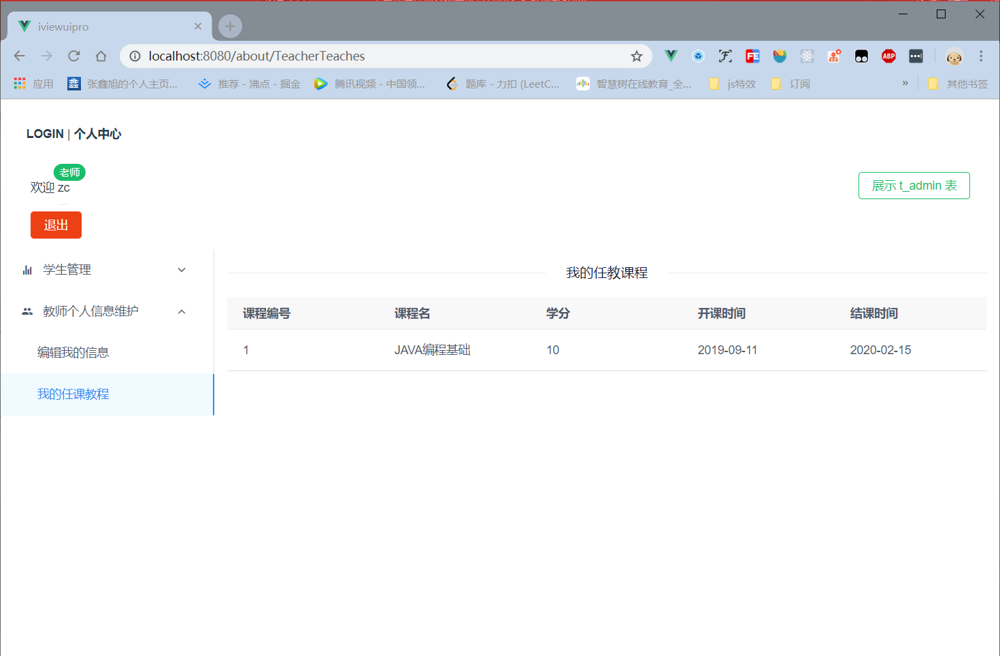 iviewuipro
localhost:8080/about/TeacherTeaches
应用 张鑫旭的个人主页... 推荐 - 沸点 - 掘金 腾讯视频 - 中国领... 题库 - 力扣 (LeetC... 智慧树在线教育_全... js特效 订阅 » 其他书签
LOGIN | 个人中心
老师
欢迎 zc
展示 t_admin 表
退出
学生管理
教师个人信息维护
编辑我的信息
我的任课教程
我的任教课程
课程编号 课程名 学分 开课时间 结课时间
1 JAVA编程基础 10 2019-09-11 2020-02-15